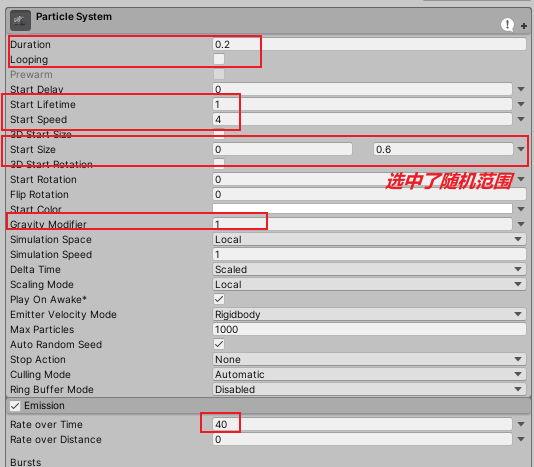 Particle System
Duration 0.2
Looping
Prewarm
Start Delay 0
Start Lifetime 1
Start Speed 4
3D Start Size
Start Size 0 0.6
3D Start Rotation
Start Rotation 0
选中了随机范围
Flip Rotation 0
Start Color
Gravity Modifier 1
Simulation Space Local
Simulation Speed 1
Delta Time Scaled
Scaling Mode Local
Play On Awake*
Emitter Velocity Mode Rigidbody
Max Particles 1000
Auto Random Seed
Stop Action None
Culling Mode Automatic
Ring Buffer Mode Disabled
Emission
Rate over Time 40
Rate over Distance 0
Bursts